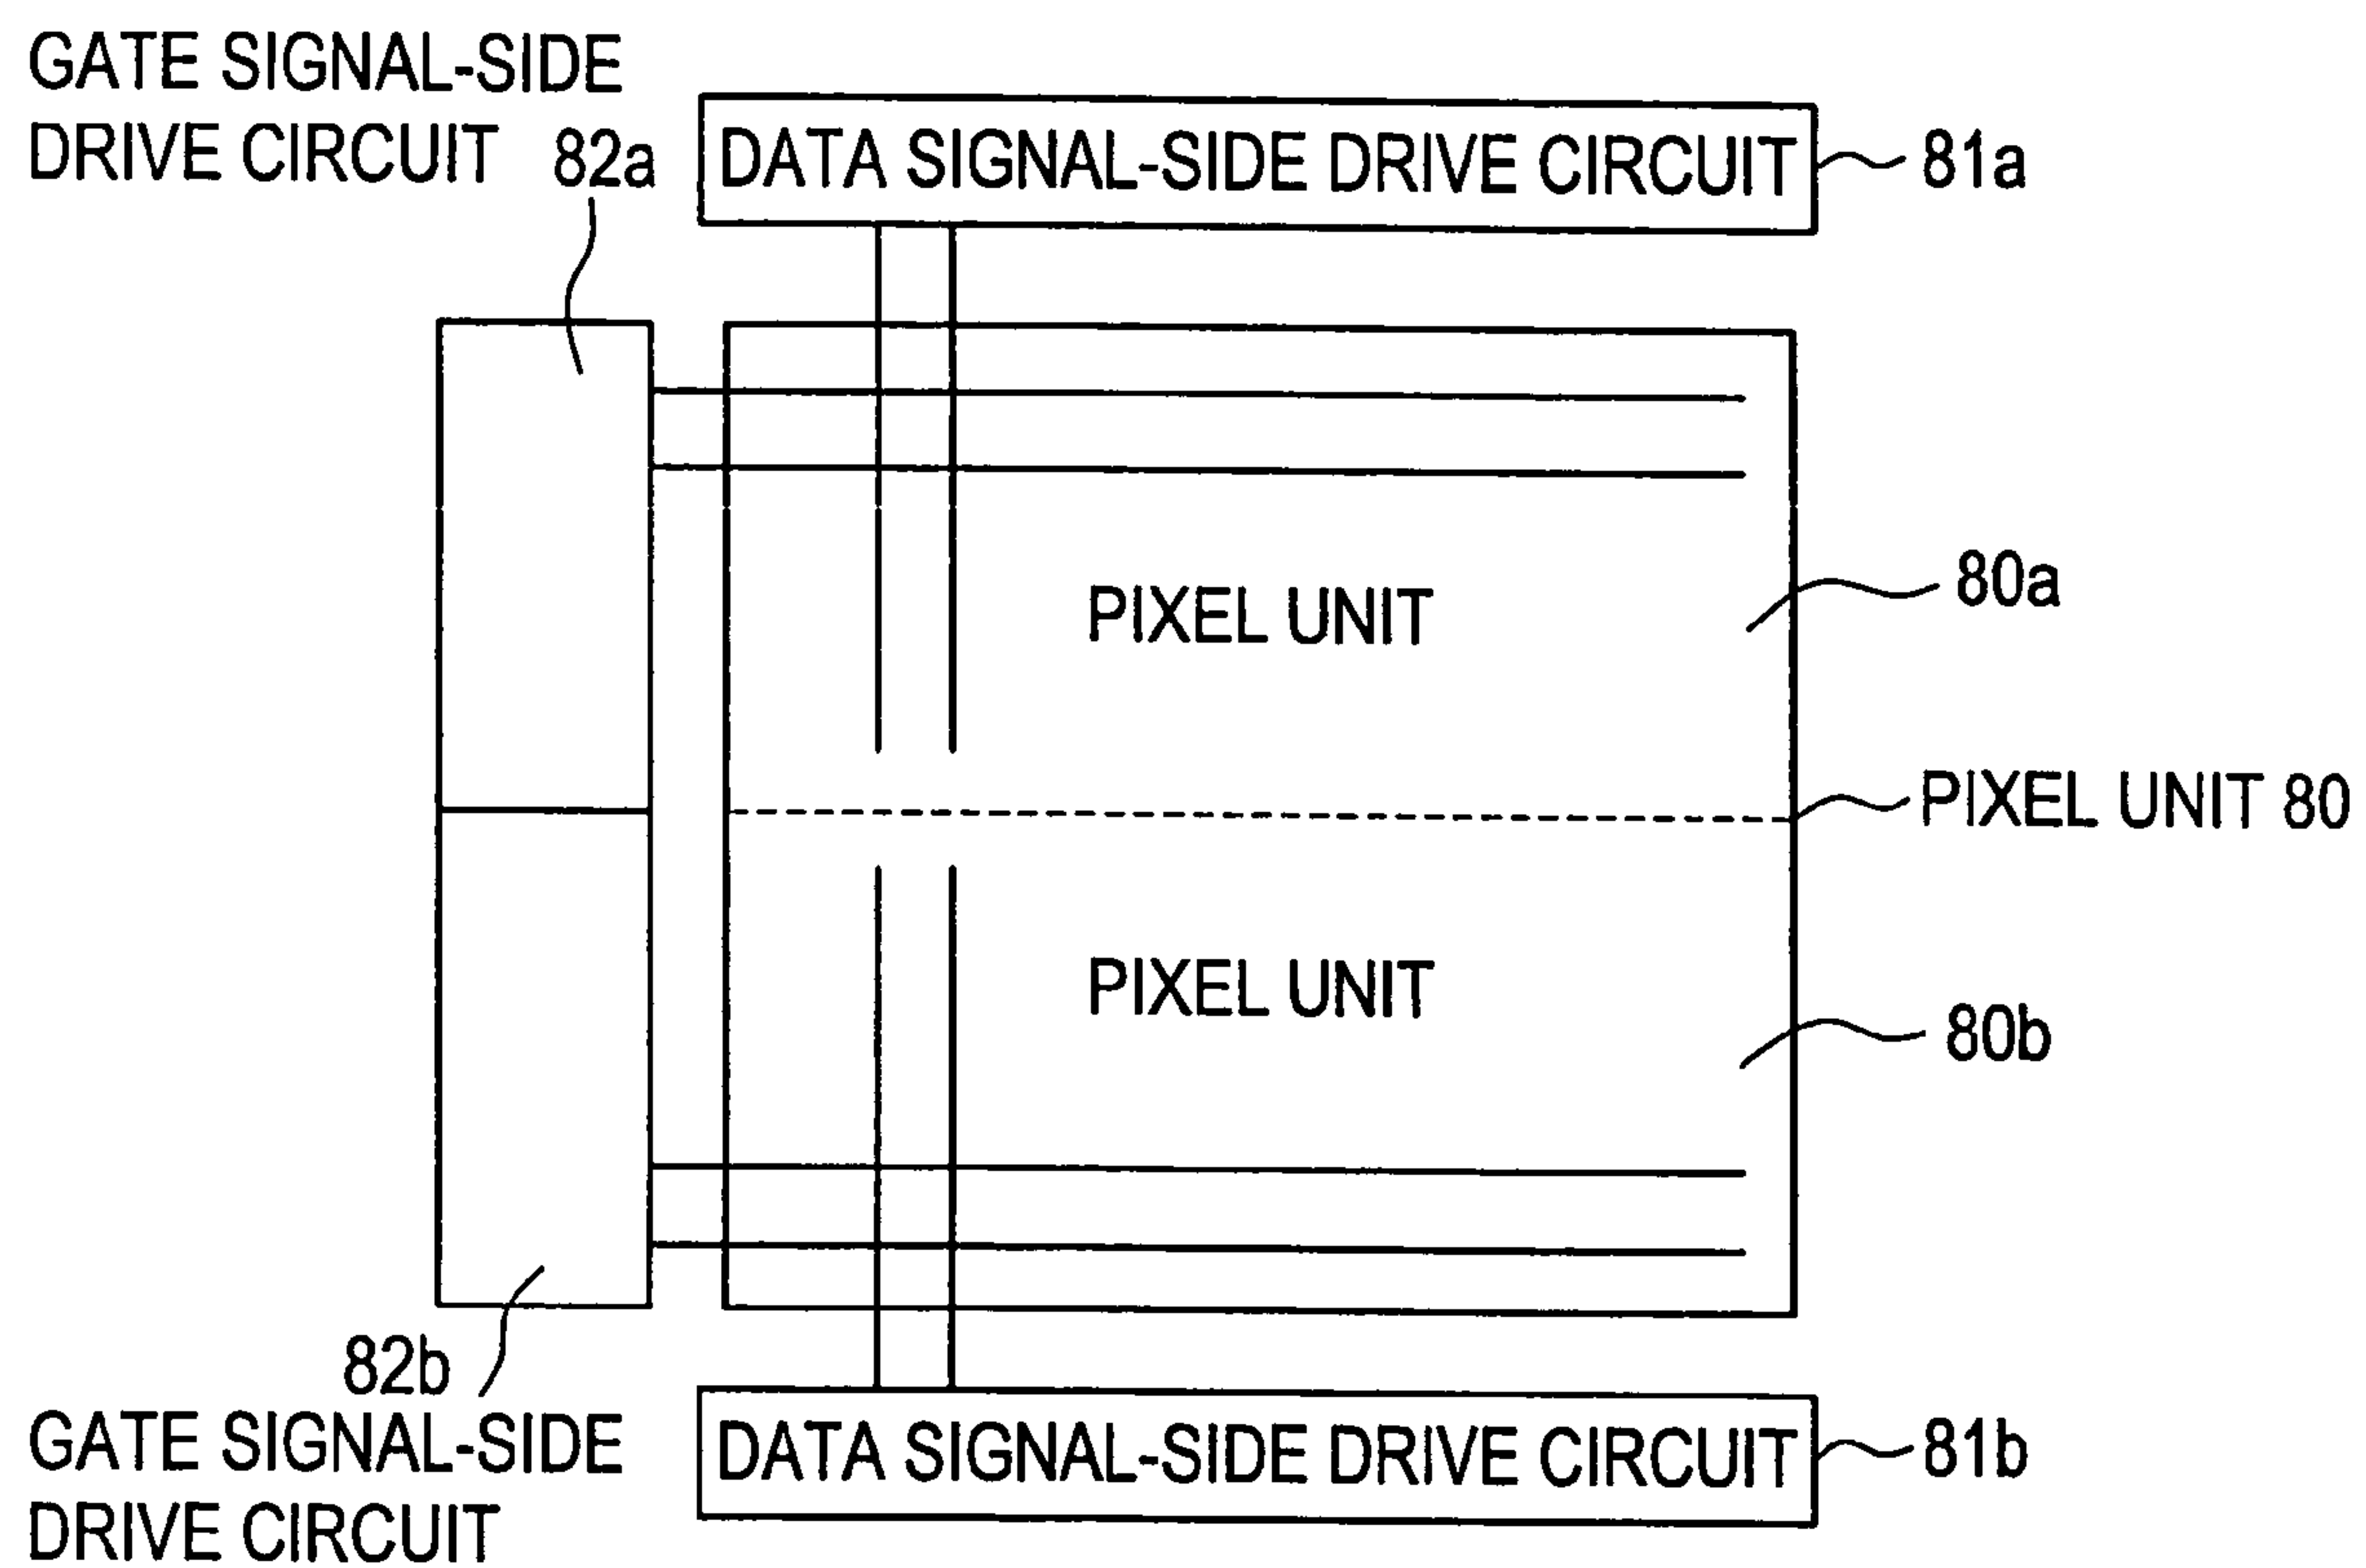 GATE SIGNAL-SIDE
DRIVE CIRCUIT 82a
DATA SIGNAL-SIDE DRIVE CIRCUIT 81a
PIXEL UNIT 80a
PIXEL UNIT 80
PIXEL UNIT 80b
82b
GATE SIGNAL-SIDE
DRIVE CIRCUIT
DATA SIGNAL-SIDE DRIVE CIRCUIT 81b